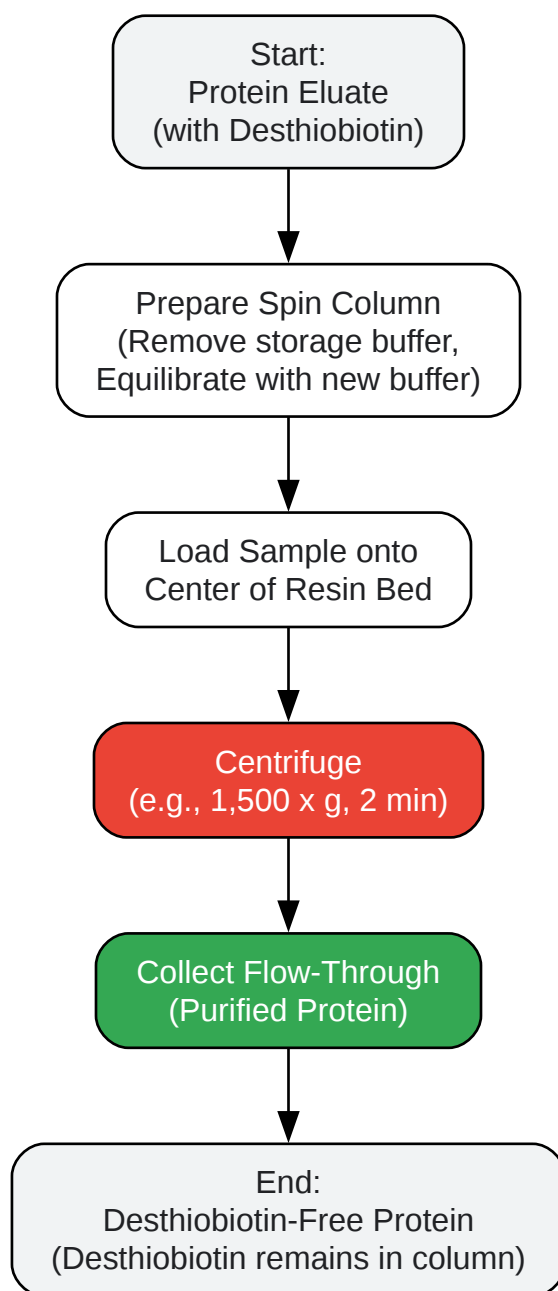 Start:
Protein Eluate
(with Desthiobiotin)
Prepare Spin Column
(Remove storage buffer,
Equilibrate with new buffer)
Load Sample onto
Center of Resin Bed
Centrifuge
(e.g., 1,500 x g, 2 min)
Collect Flow-Through
(Purified Protein)
End:
Desthiobiotin-Free Protein
(Desthiobiotin remains in column)